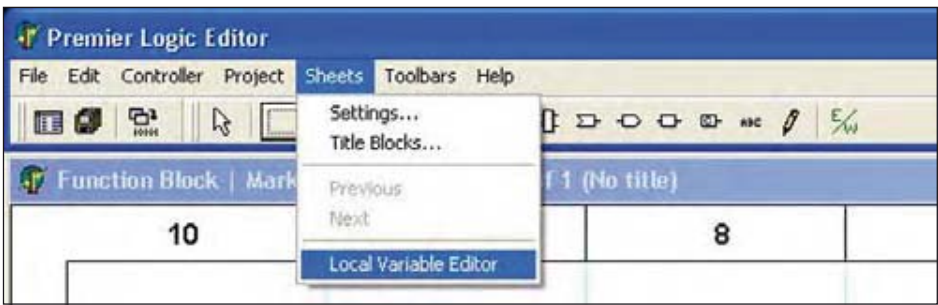 Premier Logic Editor
File Edit Controller Project Sheets Toolbars Help
Settings...
Title Blocks...
Previous
Next
Local Variable Editor
ABC E/W
Function Block | Mark f 1 (No title)
10 8